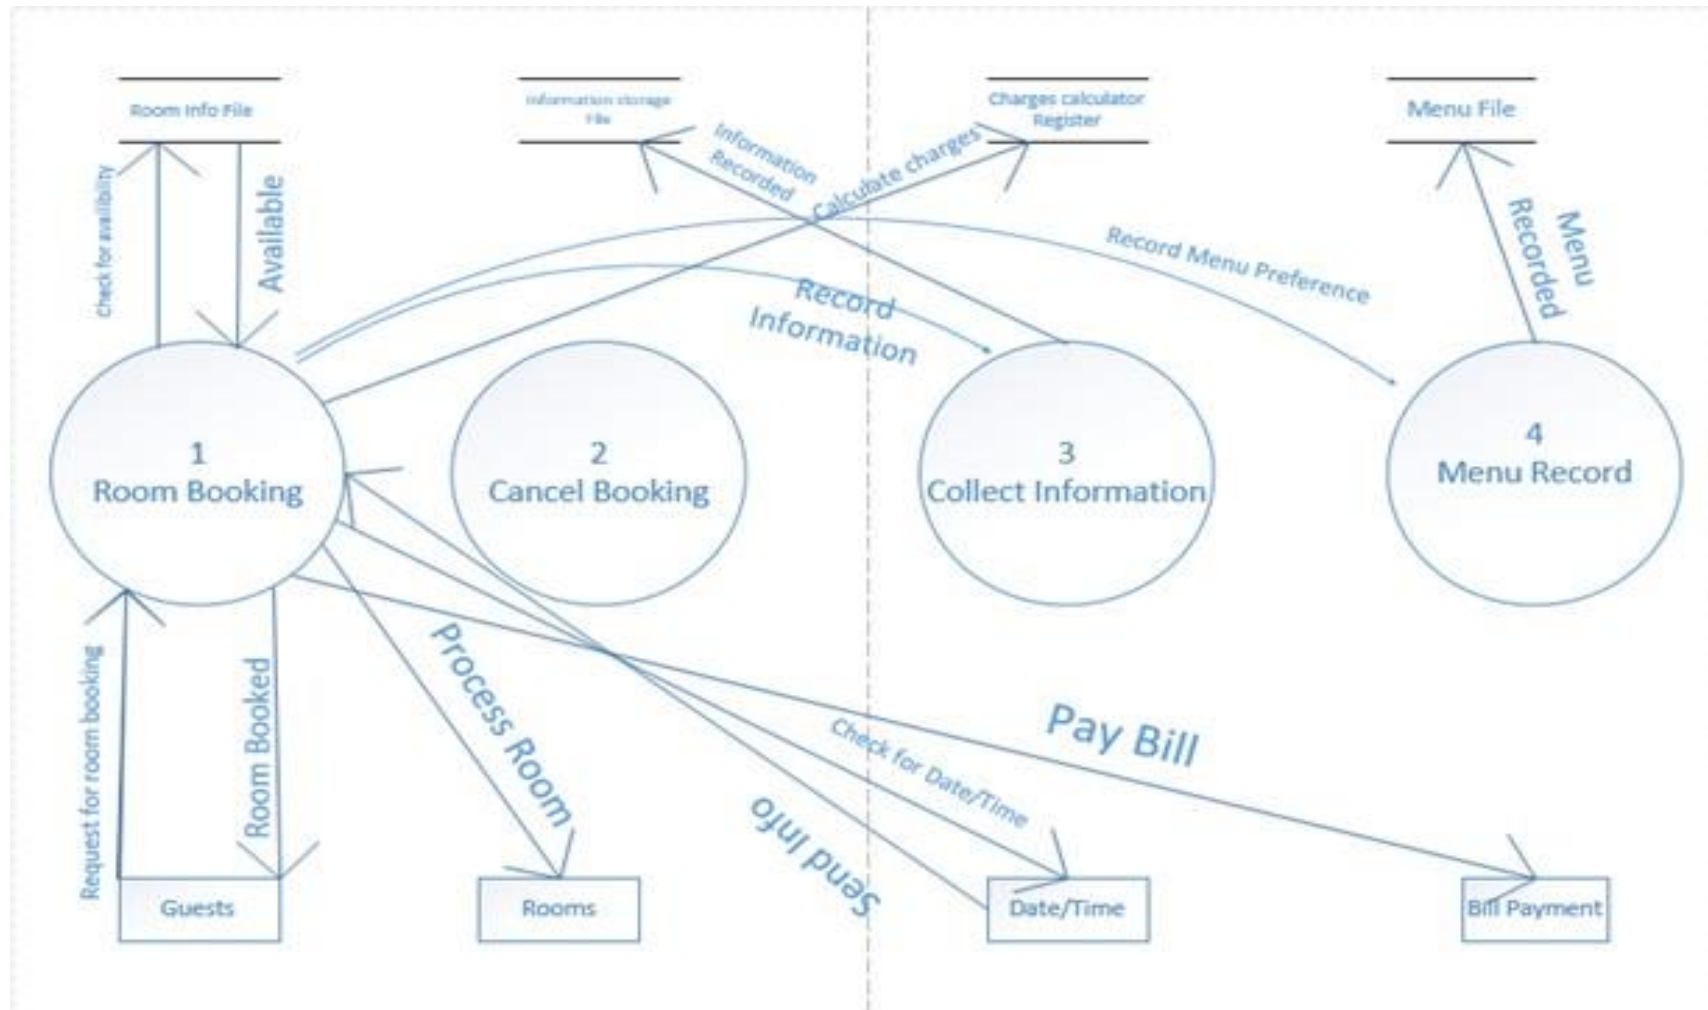 Room Info File
Information storage
File
Charges calculator
Register
Menu File
check for availibility
Available
Information
Recorded
Calculate charges
Record Menu Preference
Menu
Recorded
Record
Information
1
Room Booking
2
Cancel Booking
3
Collect Information
4
Menu Record
Request for room booking
Room Booked
Process Room
Send Info
Check for Date/Time
Pay Bill
Guests
Rooms
Date/Time
Bill Payment